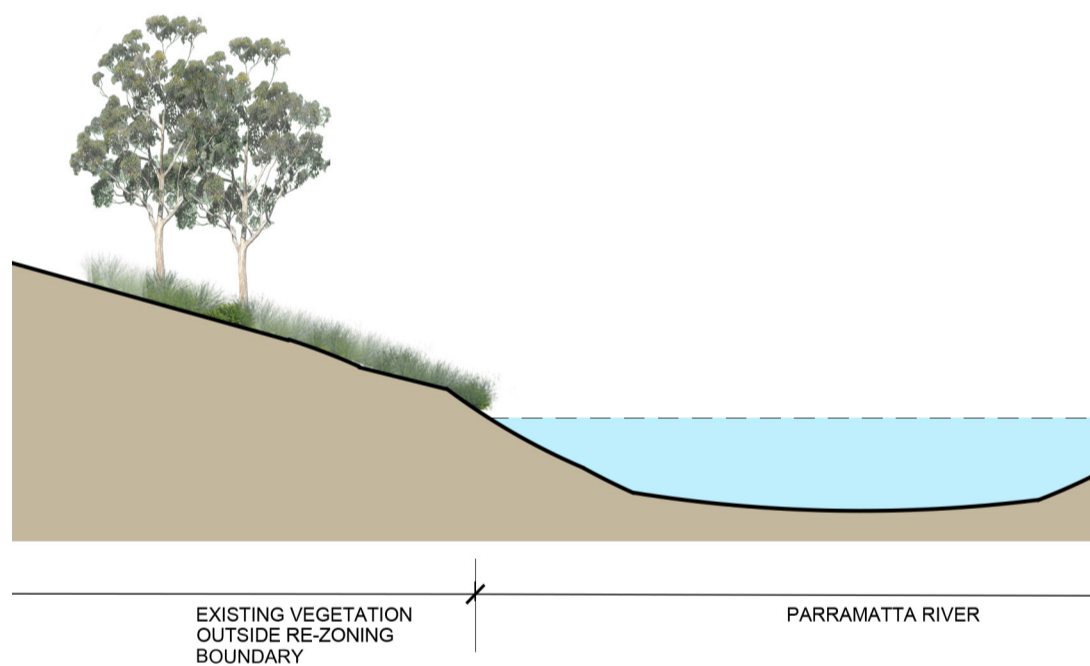 EXISTING VEGETATION
OUTSIDE RE-ZONING
BOUNDARY
PARRAMATTA RIVER